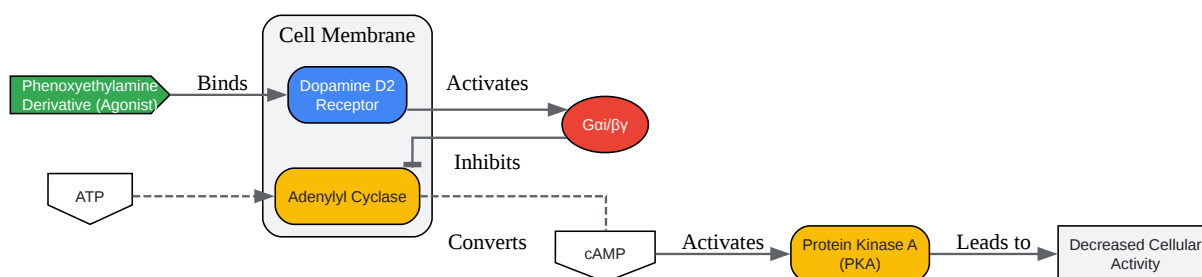 Cell Membrane
Phenoxyethylamine
Derivative (Agonist)
Binds
Dopamine D2
Receptor
Activates
Gαi/βγ
Inhibits
ATP
Adenylyl Cyclase
Converts
cAMP
Activates
Protein Kinase A
(PKA)
Leads to
Decreased Cellular
Activity